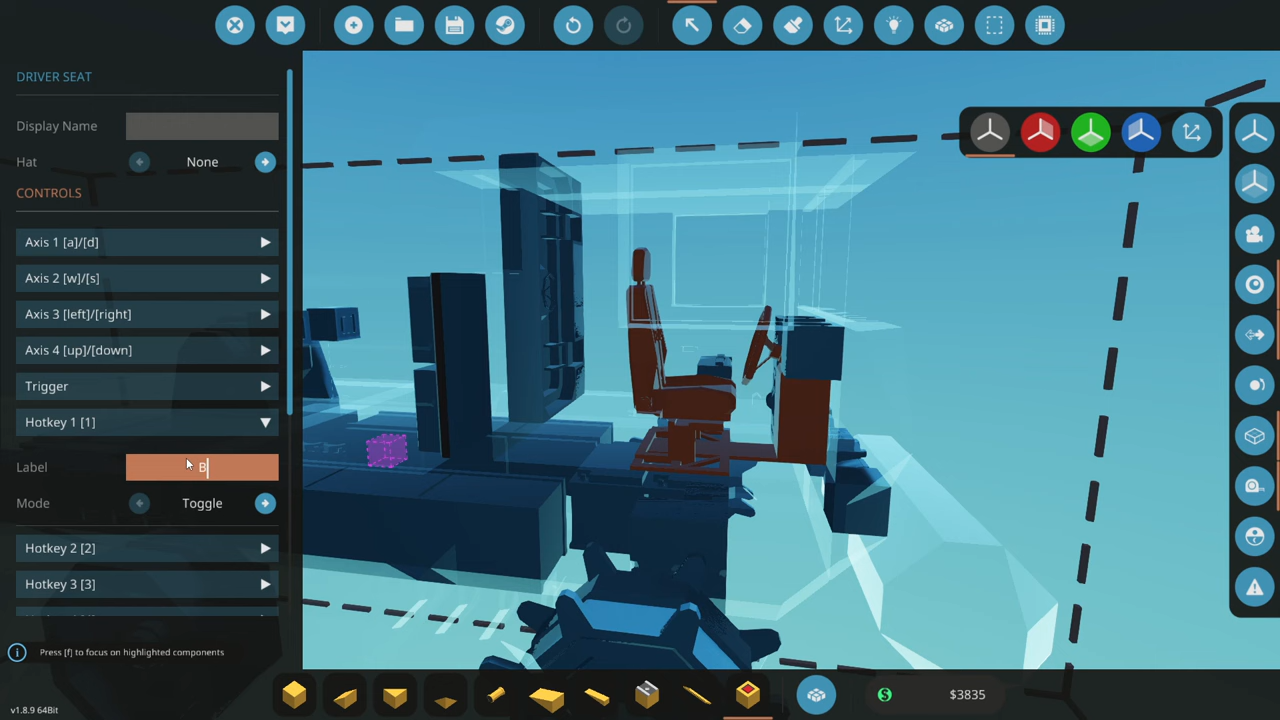 DRIVER SEAT
Display Name
Hat None
CONTROLS
Axis 1 [a]/[d]
Axis 2 [w]/[s]
Axis 3 [left]/[right]
Axis 4 [up]/[down]
Trigger
Hotkey 1 [1]
Label B
Mode Toggle
Hotkey 2 [2]
Hotkey 3 [3]
Press [f] to focus on highlighted components
v1.8.9 64Bit
$ $3835